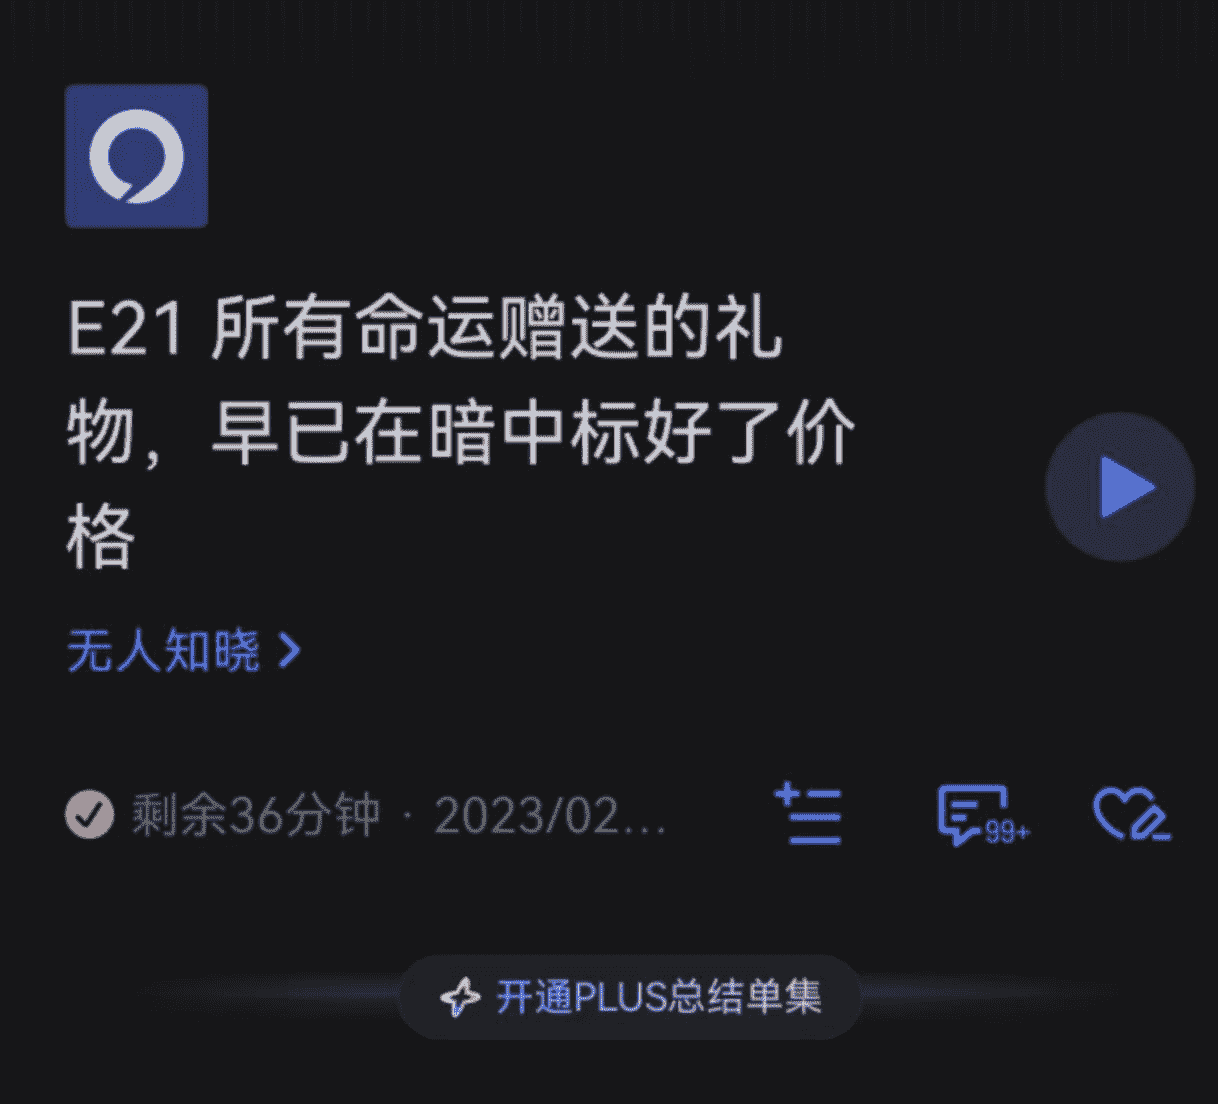 E21 所有命运赠送的礼
物，早已在暗中标好了价
格
无人知晓
剩余36分钟 · 2023/02...
99+
开通PLUS总结单集